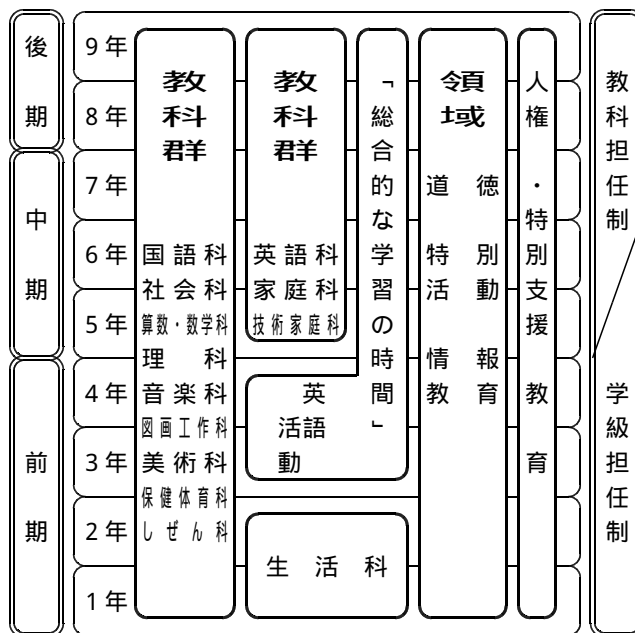 後期
中期
前期
9年
8年
7年
6年
5年
4年
3年
2年
1年
教科群
国語科
社会科
算数・数学科
理科
音楽科
図画工作科
美術科
保健体育科
しぜん科
教科群
英語科
家庭科
技術家庭科
英語活動
生活科
「総合的な学習の時間」
領域
道徳
特別活動
情報教育
人権・特別支援教育
教科担任制
学級担任制